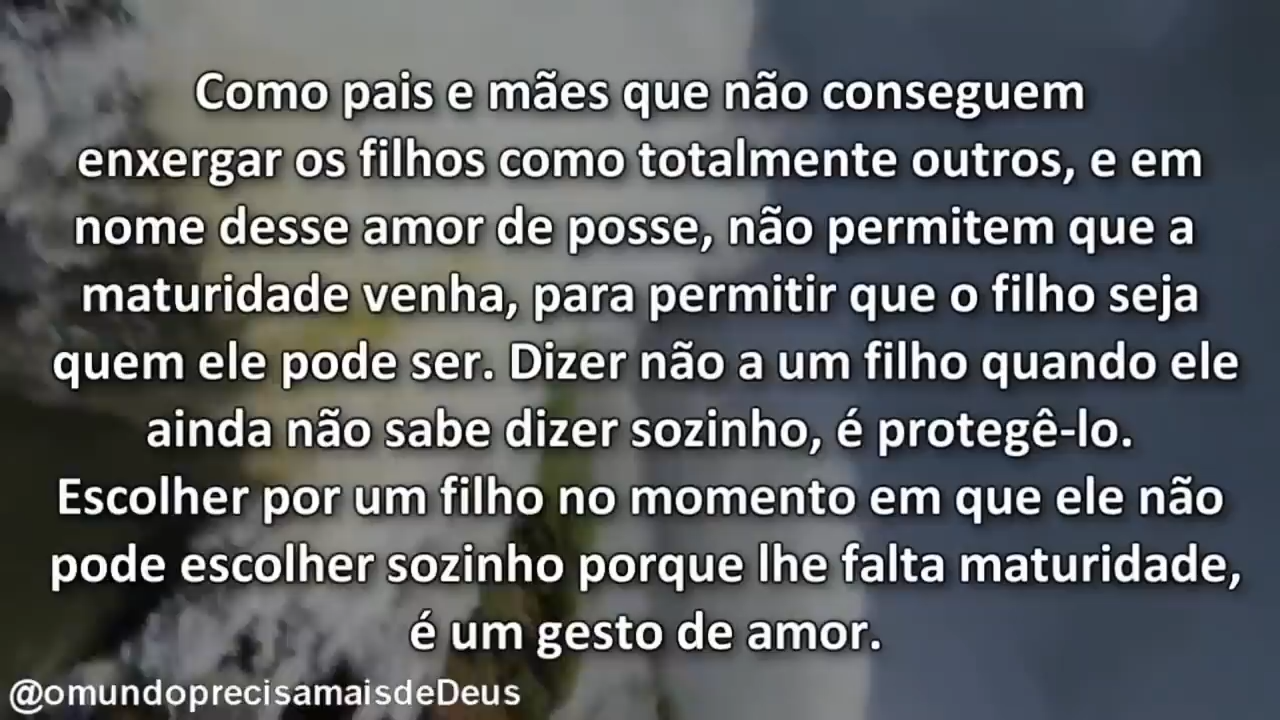 Como pais e mães que não conseguem
enxergar os filhos como totalmente outros, e em
nome desse amor de posse, não permitem que a
maturidade venha, para permitir que o filho seja
quem ele pode ser. Dizer não a um filho quando ele
ainda não sabe dizer sozinho, é protegê-lo.
Escolher por um filho no momento em que ele não
pode escolher sozinho porque lhe falta maturidade,
é um gesto de amor.
@omundoprecisamaisdeDeus